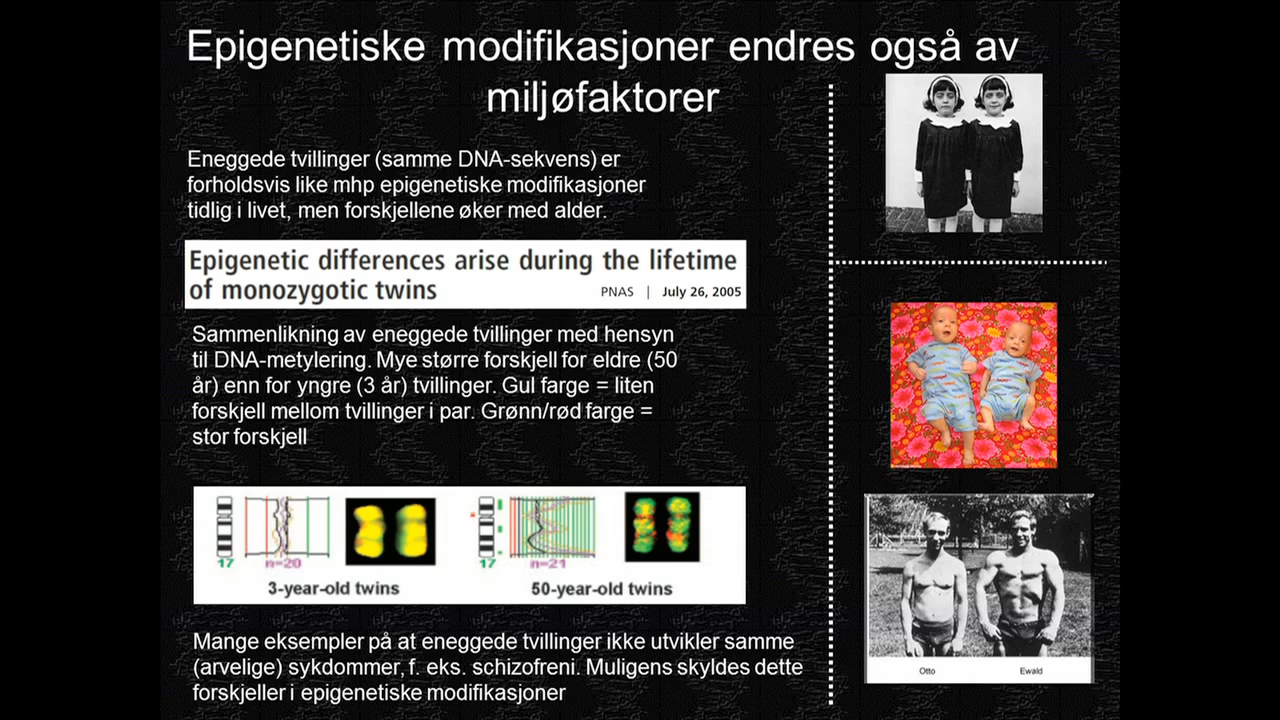 Epigenetiske modifikasjoner endres også av
miljøfaktorer
Eneggede tvillinger (samme DNA-sekvens) er
forholdsvis like mhp epigenetiske modifikasjoner
tidlig i livet, men forskjellene øker med alder.
Epigenetic differences arise during the lifetime
of monozygotic twins
PNAS | July 26, 2005
Sammenlikning av eneggede tvillinger med hensyn
til DNA-metylering. Mye større forskjell for eldre (50
år) enn for yngre (3 år) tvillinger. Gul farge = liten
forskjell mellom tvillinger i par. Grønn/rød farge =
stor forskjell
17 n=20 17 n=21
3-year-old twins 50-year-old twins
Mange eksempler på at eneggede tvillinger ikke utvikler samme
(arvelige) sykdommer, f. eks. schizofreni. Muligens skyldes dette
forskjeller i epigenetiske modifikasjoner
Otto Ewald